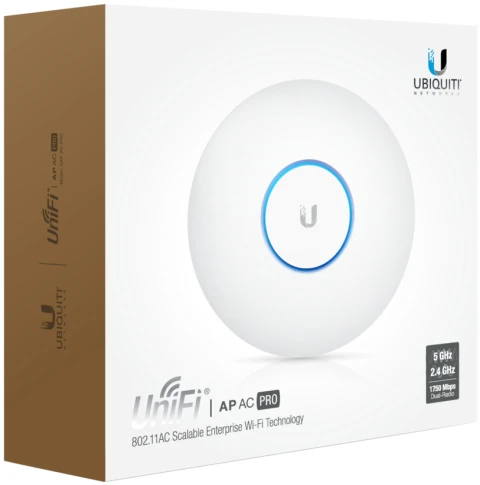 UBIQUITI
NETWORKS
5 GHz
2.4 GHz
1750 Mbps
Dual-Radio
UniFi® | AP AC PRO
802.11AC Scalable Enterprise Wi-Fi Technology
UniFi | AP AC PRO
UBIQUITI